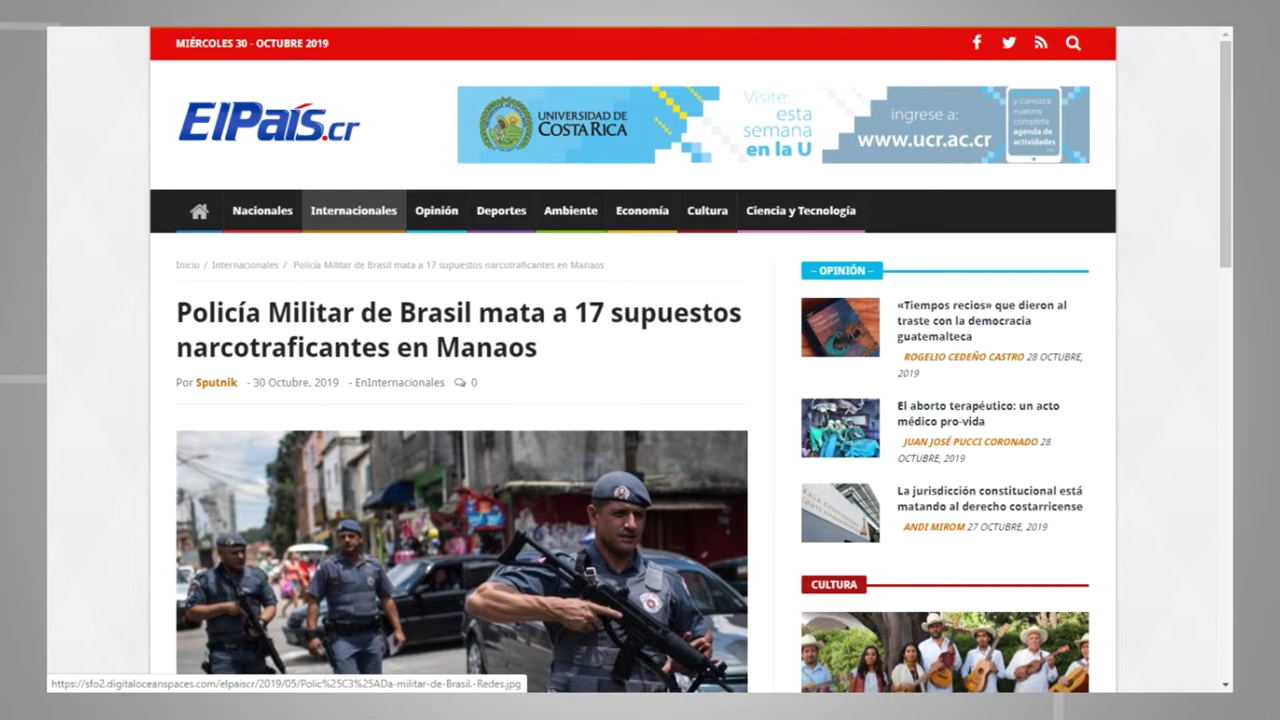 MIÉRCOLES 30 - OCTUBRE 2019
ElPaís.cr
UNIVERSIDAD DE
COSTA RICA
Visite:
esta
semana
en la U
ingrese a:
www.ucr.ac.cr
y conozca
nuestra
completa
agenda de
actividades
Nacionales
Internacionales
Opinión
Deportes
Ambiente
Economía
Cultura
Ciencia y Tecnología
Inicio / Internacionales / Policía Militar de Brasil mata a 17 supuestos narcotraficantes en Manaos
Policía Militar de Brasil mata a 17 supuestos
narcotraficantes en Manaos
Por Sputnik - 30 Octubre, 2019 - EnInternacionales 0
– OPINIÓN –
«Tiempos recios» que dieron al
traste con la democracia
guatemalteca
ROGELIO CEDEÑO CASTRO 28 OCTUBRE,
2019
El aborto terapéutico: un acto
médico pro-vida
JUAN JOSÉ PUCCI CORONADO 28
OCTUBRE, 2019
La jurisdicción constitucional está
matando al derecho costarricense
ANDI MIROM 27 OCTUBRE, 2019
CULTURA
https://sfo2.digitaloceanspaces.com/elpaiscr/2019/05/Polic%25C3%25ADa-militar-de-Brasil.-Redes.jpg